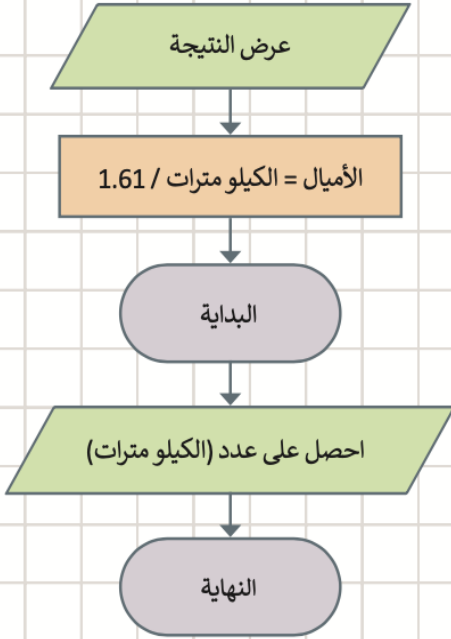 عرض النتيجة
الأميال = الكيلو مترات / 1.61
البداية
احصل على عدد (الكيلو مترات)
النهاية